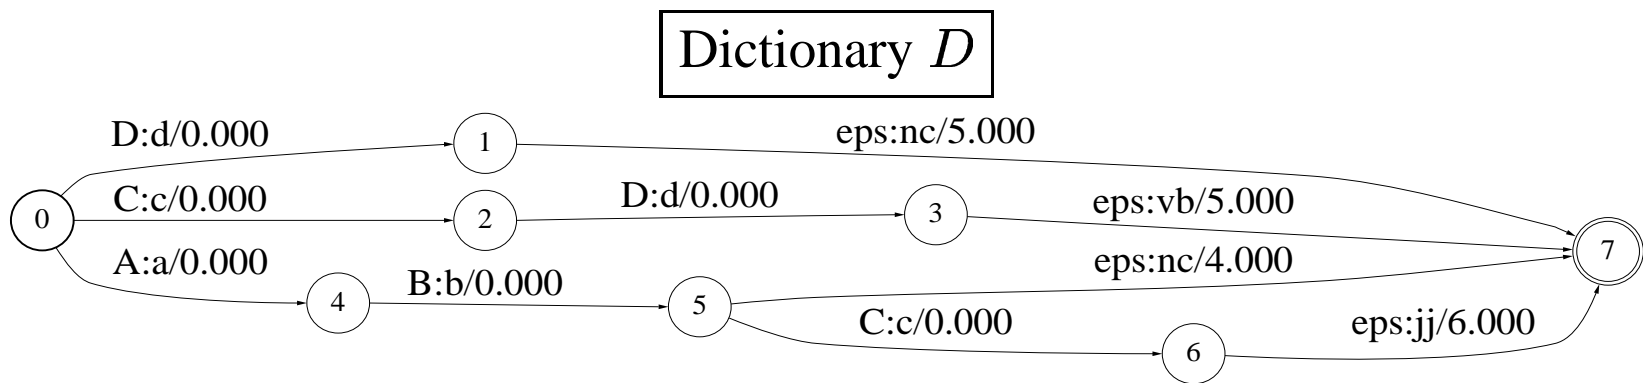 Dictionary D
D:d/0.000
eps:nc/5.000
1
C:c/0.000
D:d/0.000
eps:vb/5.000
0
2
3
7
A:a/0.000
B:b/0.000
eps:nc/4.000
4
5
C:c/0.000
eps:jj/6.000
6